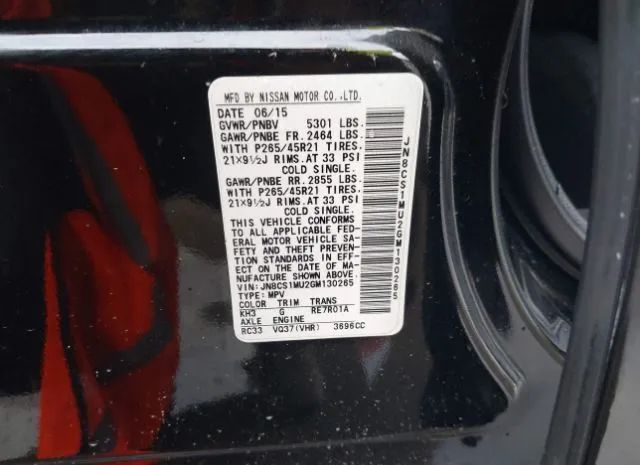 MFD BY NISSAN MOTOR CO.,LTD.
DATE 06/15
GVWR/PNBV 5301 LBS.
GAWR/PNBE FR. 2464 LBS.
WITH P265/45R21 TIRES.
21X9½J RIMS. AT 33 PSI
COLD SINGLE.
GAWR/PNBE RR. 2855 LBS.
WITH P265/45R21 TIRES.
21X9½J RIMS. AT 33 PSI
COLD SINGLE.
THIS VEHICLE CONFORMS
TO ALL APPLICABLE FED-
ERAL MOTOR VEHICLE SA-
FETY AND THEFT PREVEN-
TION STANDARDS IN EFF-
ECT ON THE DATE OF MA-
NUFACTURE SHOWN ABOVE.
VIN: JN8CS1MU2GM130265
TYPE: MPV
COLOR TRIM TRANS
KH3 G RE7R01A
AXLE ENGINE
RC33 VQ37(VHR) 3696CC
JN8CS1MU2GM130265